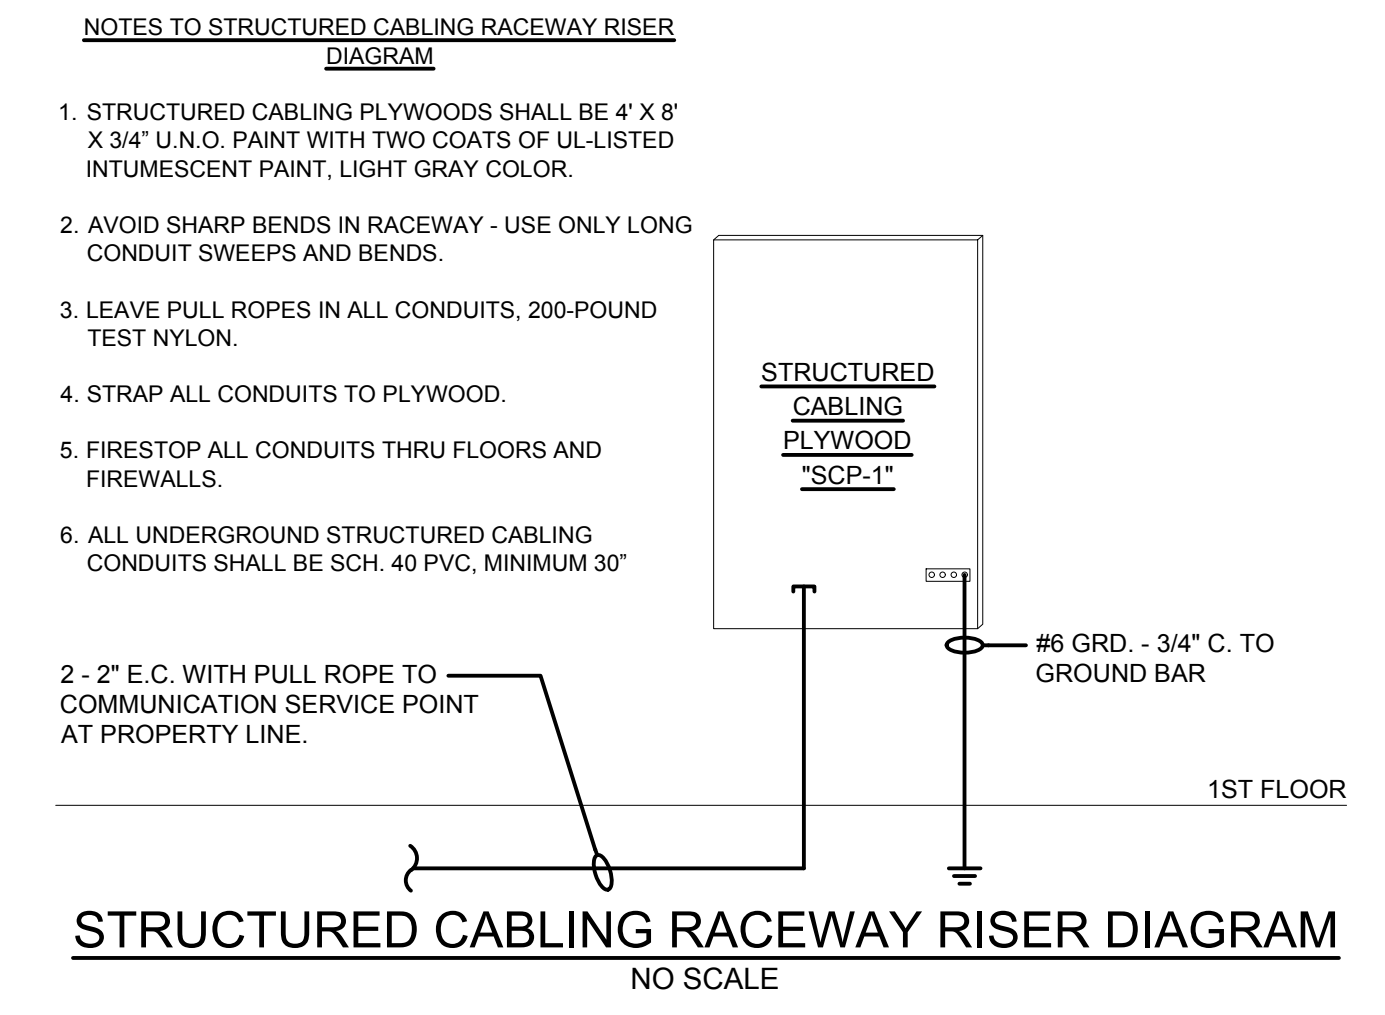 NOTES TO STRUCTURED CABLING RACEWAY RISER
DIAGRAM
1. STRUCTURED CABLING PLYWOODS SHALL BE 4' X 8'
X 3/4” U.N.O. PAINT WITH TWO COATS OF UL-LISTED
INTUMESCENT PAINT, LIGHT GRAY COLOR.
2. AVOID SHARP BENDS IN RACEWAY - USE ONLY LONG
CONDUIT SWEEPS AND BENDS.
3. LEAVE PULL ROPES IN ALL CONDUITS, 200-POUND
TEST NYLON.
4. STRAP ALL CONDUITS TO PLYWOOD.
5. FIRESTOP ALL CONDUITS THRU FLOORS AND
FIREWALLS.
6. ALL UNDERGROUND STRUCTURED CABLING
CONDUITS SHALL BE SCH. 40 PVC, MINIMUM 30”
STRUCTURED
CABLING
PLYWOOD
"SCP-1"
#6 GRD. - 3/4" C. TO
GROUND BAR
2 - 2" E.C. WITH PULL ROPE TO
COMMUNICATION SERVICE POINT
AT PROPERTY LINE.
1ST FLOOR
STRUCTURED CABLING RACEWAY RISER DIAGRAM
NO SCALE